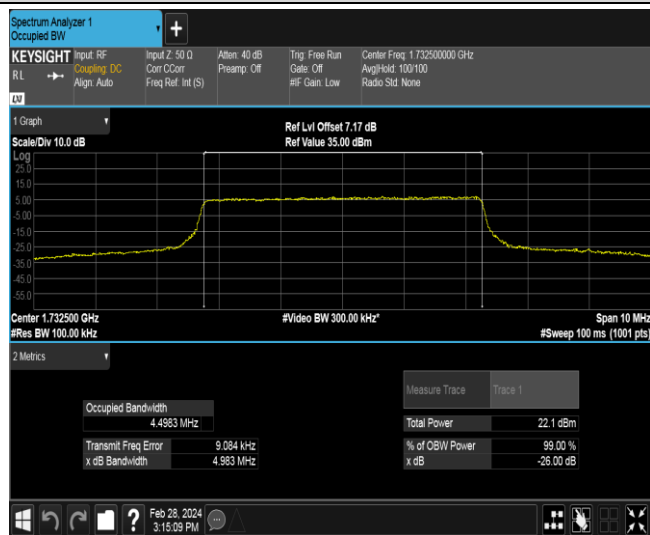 Spectrum Analyzer 1
Occupied BW
+
KEYSIGHT
RL
LXI
Input: RF
Coupling: DC
Align: Auto
Input Z: 50 Ω
Corr CCorr
Freq Ref: Int (S)
Atten: 40 dB
Preamp: Off
Trig: Free Run
Gate: Off
#IF Gain: Low
Center Freq: 1.732500000 GHz
Avg|Hold: 100/100
Radio Std: None
1 Graph
Scale/Div 10.0 dB
Ref Lvl Offset 7.17 dB
Ref Value 35.00 dBm
Log
25.0
15.0
5.00
-5.00
-15.0
-25.0
-35.0
-45.0
-55.0
Center 1.732500 GHz
#Res BW 100.00 kHz
#Video BW 300.00 kHz*
Span 10 MHz
#Sweep 100 ms (1001 pts)
2 Metrics
Measure Trace Trace 1
Occupied Bandwidth
4.4983 MHz
Total Power 22.1 dBm
Transmit Freq Error 9.084 kHz
% of OBW Power 99.00 %
x dB Bandwidth 4.983 MHz
x dB -26.00 dB
?
Feb 28, 2024
3:15:09 PM